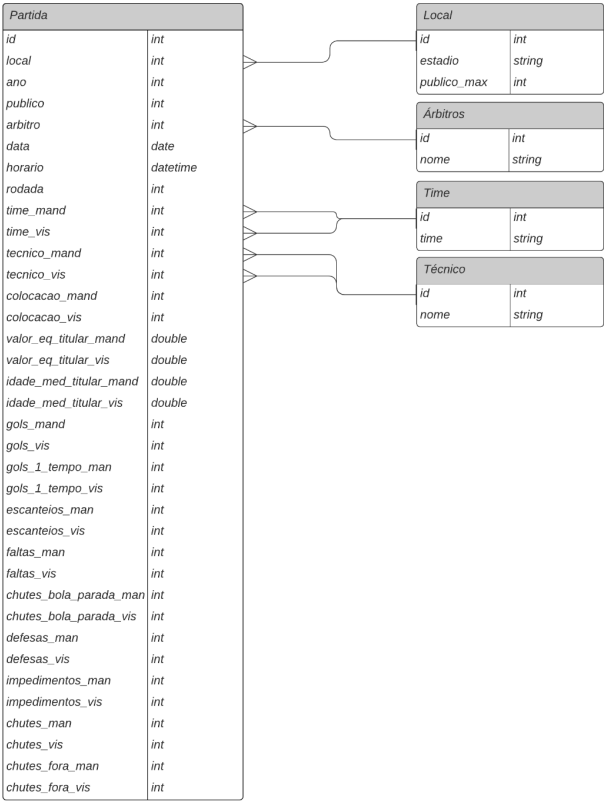 Partida
id int
local int
ano int
publico int
arbitro int
data date
horario datetime
rodada int
time_mand int
time_vis int
tecnico_mand int
tecnico_vis int
colocacao_mand int
colocacao_vis int
valor_eq_titular_mand double
valor_eq_titular_vis double
idade_med_titular_mand double
idade_med_titular_vis double
gols_mand int
gols_vis int
gols_1_tempo_man int
gols_1_tempo_vis int
escanteios_man int
escanteios_vis int
faltas_man int
faltas_vis int
chutes_bola_parada_man int
chutes_bola_parada_vis int
defesas_man int
defesas_vis int
impedimentos_man int
impedimentos_vis int
chutes_man int
chutes_vis int
chutes_fora_man int
chutes_fora_vis int
Local
id int
estadio string
publico_max int
Árbitros
id int
nome string
Time
id int
time string
Técnico
id int
nome string